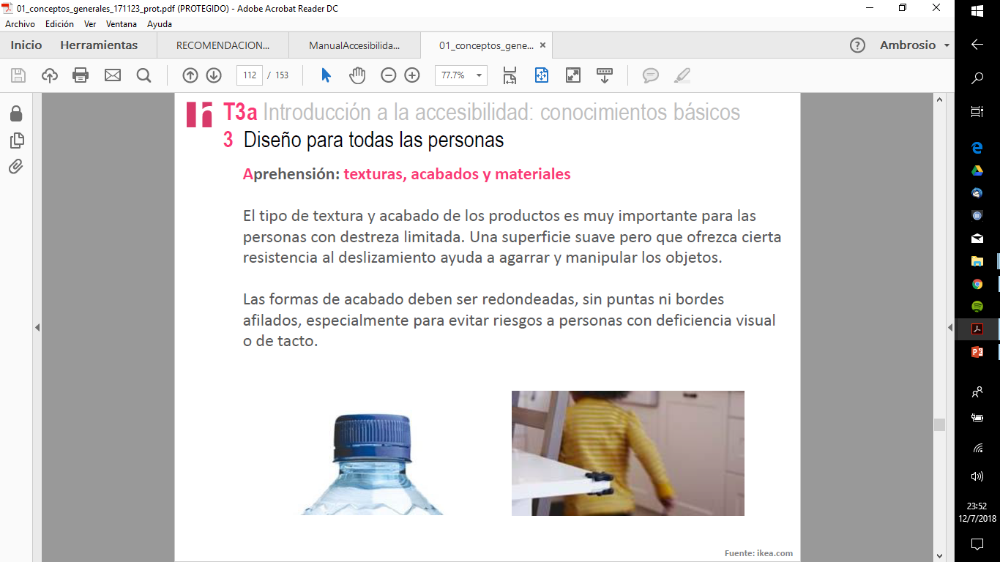 01_conceptos_generales_171123_prot.pdf (PROTEGIDO) - Adobe Acrobat Reader DC
Archivo Edición Ver Ventana Ayuda
Inicio Herramientas RECOMENDACION... ManualAccesibilida... 01_conceptos_gene... Ambrosio
112 / 153 77.7%
T3a Introducción a la accesibilidad: conocimientos básicos
3 Diseño para todas las personas
Aprehensión: texturas, acabados y materiales
El tipo de textura y acabado de los productos es muy importante para las
personas con destreza limitada. Una superficie suave pero que ofrezca cierta
resistencia al deslizamiento ayuda a agarrar y manipular los objetos.
Las formas de acabado deben ser redondeadas, sin puntas ni bordes
afilados, especialmente para evitar riesgos a personas con deficiencia visual
o de tacto.
Fuente: ikea.com
23:52
12/7/2018